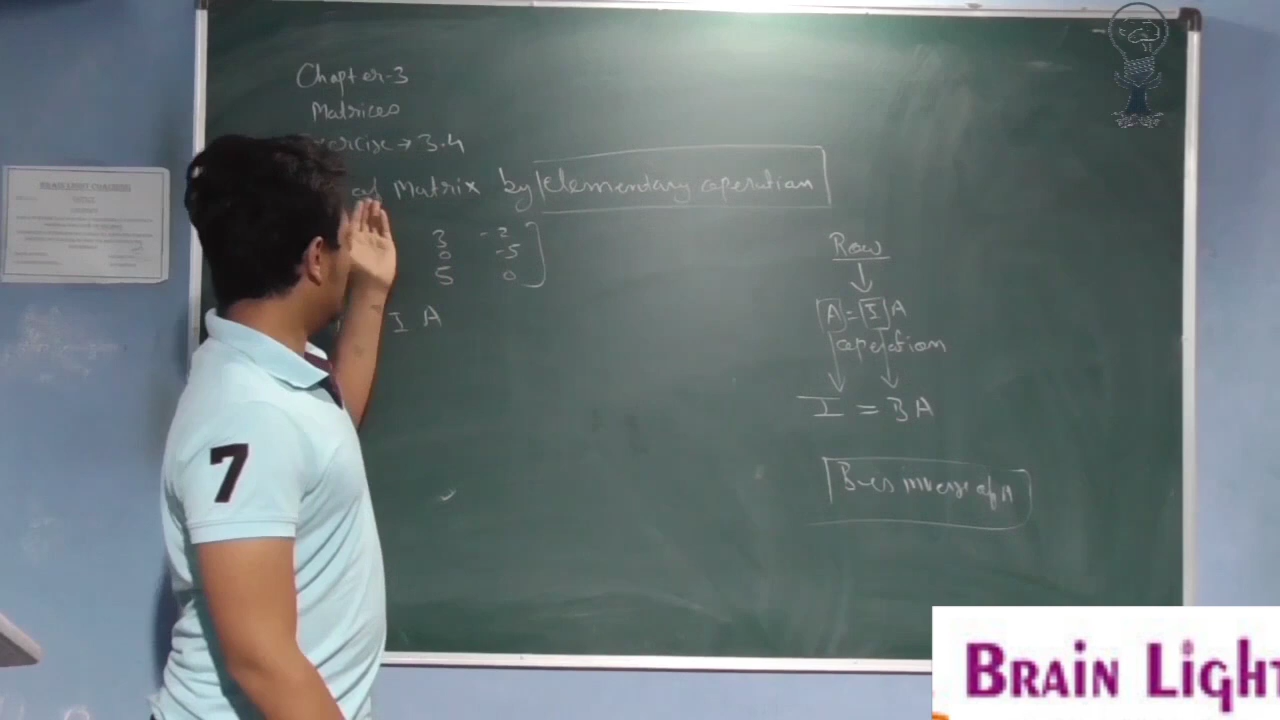 Chapter-3
Matrices
3.4
of Matrix by elementary operation
3 -2
0 -5
5 0
I A
Row
A = I A
operation
I = B A
B is inverse of A
7
BRAIN LIGHT